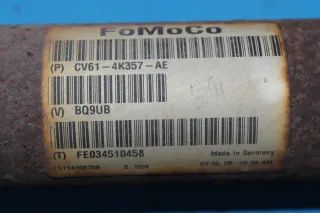 FoMoCo
(P) CV61-4K357-AE
(V) BQ9UB
(T) FE034510458
Made in Germany